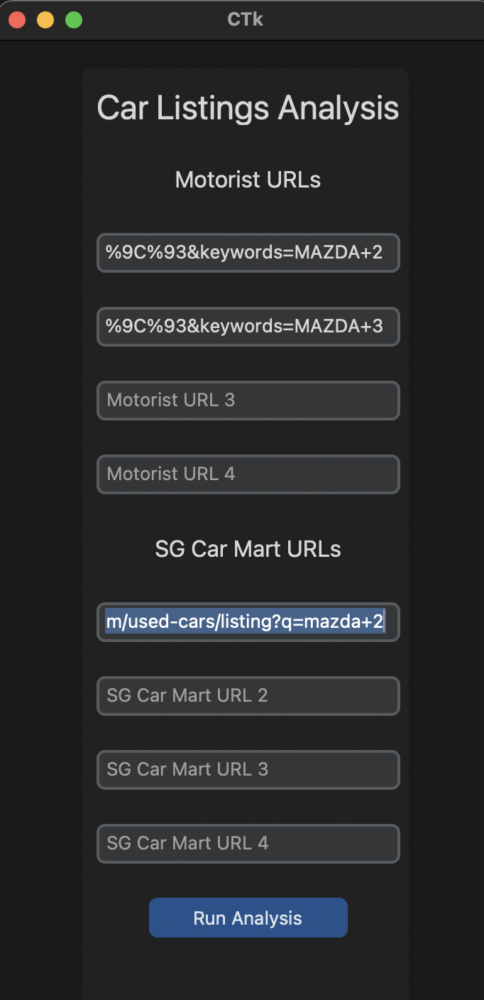 CTk
Car Listings Analysis
Motorist URLs
%9C%93&keywords=MAZDA+2
%9C%93&keywords=MAZDA+3
Motorist URL 3
Motorist URL 4
SG Car Mart URLs
m/used-cars/listing?q=mazda+2
SG Car Mart URL 2
SG Car Mart URL 3
SG Car Mart URL 4
Run Analysis